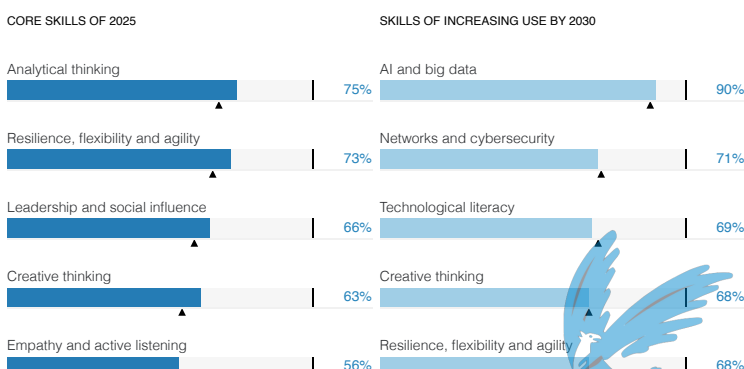 CORE SKILLS OF 2025
Analytical thinking
75%
Resilience, flexibility and agility
73%
Leadership and social influence
66%
Creative thinking
63%
Empathy and active listening
56%
SKILLS OF INCREASING USE BY 2030
AI and big data
90%
Networks and cybersecurity
71%
Technological literacy
69%
Creative thinking
68%
Resilience, flexibility and agility
68%